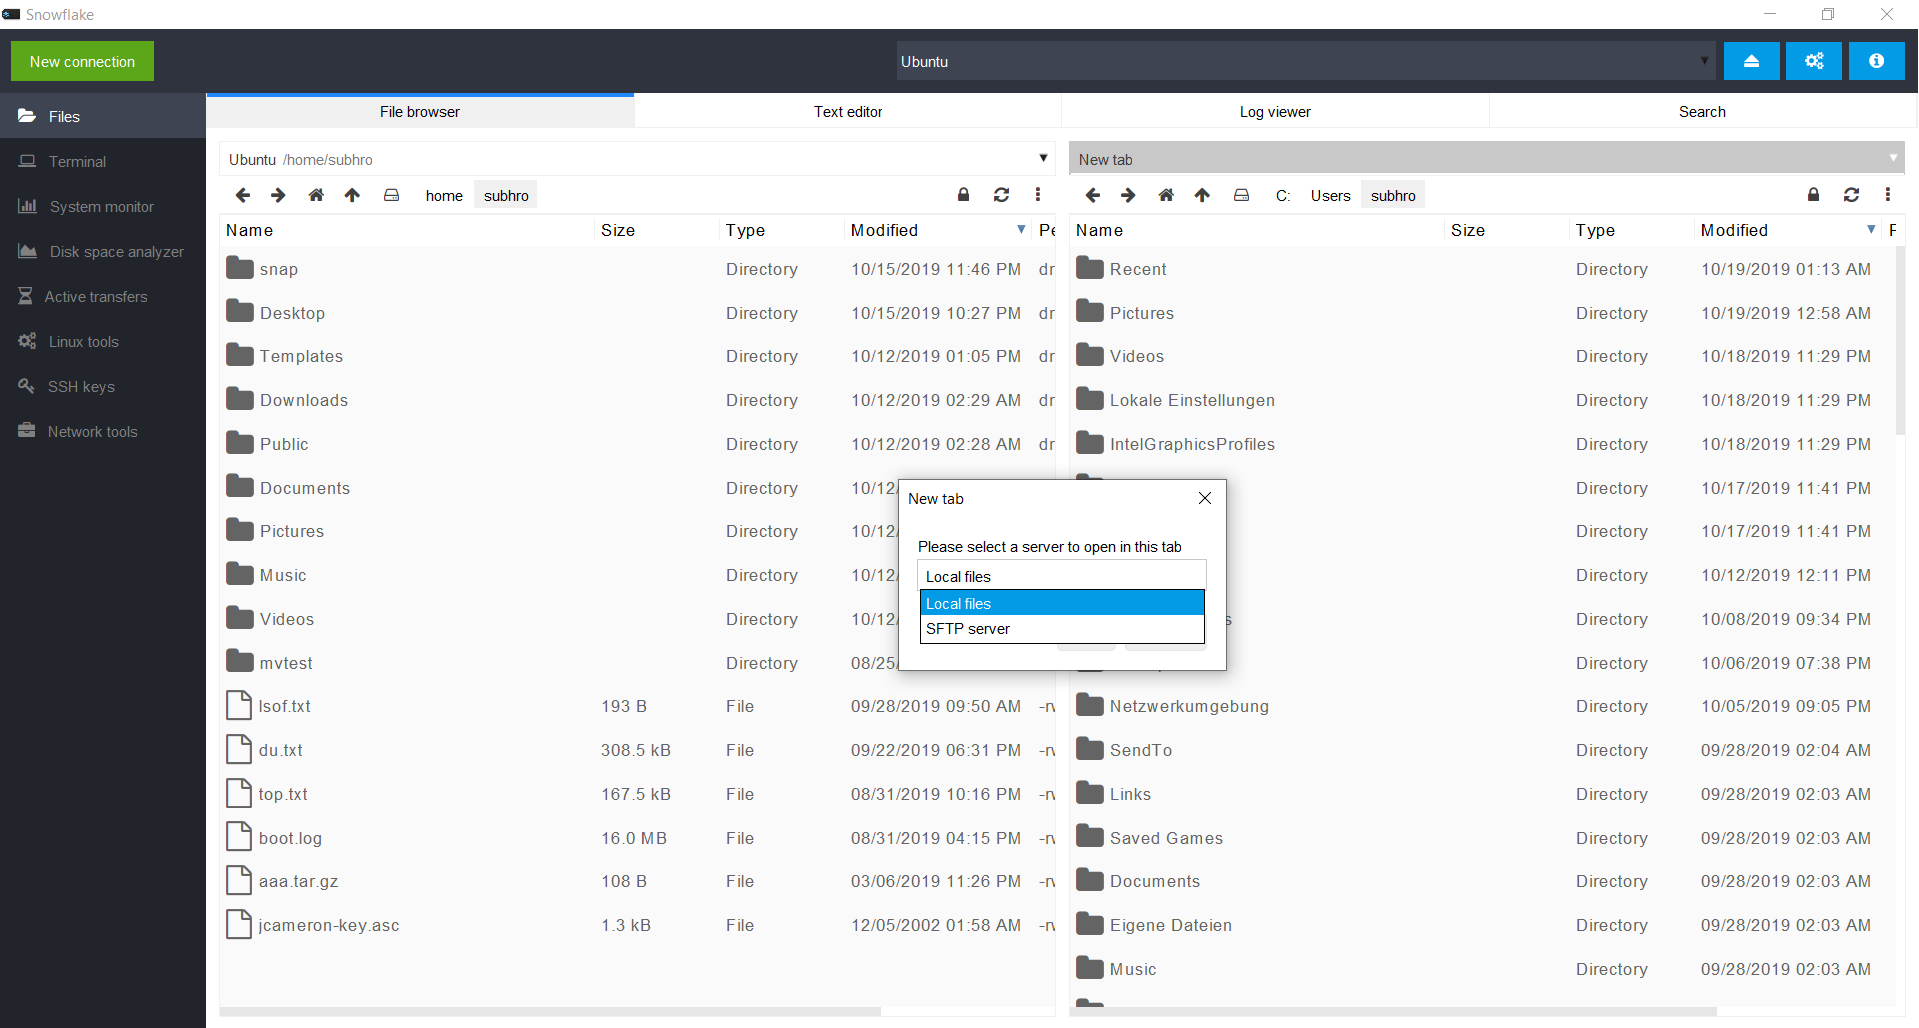 Snowflake
New connection
Ubuntu
Files
Terminal
System monitor
Disk space analyzer
Active transfers
Linux tools
SSH keys
Network tools
File browser
Text editor
Log viewer
Search
Ubuntu /home/subhro
home
subhro
Name Size Type Modified
snap Directory 10/15/2019 11:46 PM dr
Desktop Directory 10/15/2019 10:27 PM dr
Templates Directory 10/12/2019 01:05 PM dr
Downloads Directory 10/12/2019 02:29 AM dr
Public Directory 10/12/2019 02:28 AM dr
Documents Directory 10/12/
Pictures Directory 10/12/
Music Directory 10/12/
Videos Directory 10/12/
mvtest Directory 08/25/
lsof.txt 193 B File 09/28/2019 09:50 AM
du.txt 308.5 kB File 09/22/2019 06:31 PM
top.txt 167.5 kB File 08/31/2019 10:16 PM
boot.log 16.0 MB File 08/31/2019 04:15 PM
aaa.tar.gz 108 B File 03/06/2019 11:26 PM
jcameron-key.asc 1.3 kB File 12/05/2002 01:58 AM
New tab
C:
Users
subhro
Name Size Type Modified
Recent Directory 10/19/2019 01:13 AM
Pictures Directory 10/19/2019 12:58 AM
Videos Directory 10/18/2019 11:29 PM
Lokale Einstellungen Directory 10/18/2019 11:29 PM
IntelGraphicsProfiles Directory 10/18/2019 11:29 PM
Directory 10/17/2019 11:41 PM
Directory 10/17/2019 11:41 PM
Directory 10/12/2019 12:11 PM
Directory 10/08/2019 09:34 PM
Directory 10/06/2019 07:38 PM
Netzwerkumgebung Directory 10/05/2019 09:05 PM
SendTo Directory 09/28/2019 02:04 AM
Links Directory 09/28/2019 02:03 AM
Saved Games Directory 09/28/2019 02:03 AM
Documents Directory 09/28/2019 02:03 AM
Eigene Dateien Directory 09/28/2019 02:03 AM
Music Directory 09/28/2019 02:03 AM
New tab
Please select a server to open in this tab
Local files
Local files
SFTP server